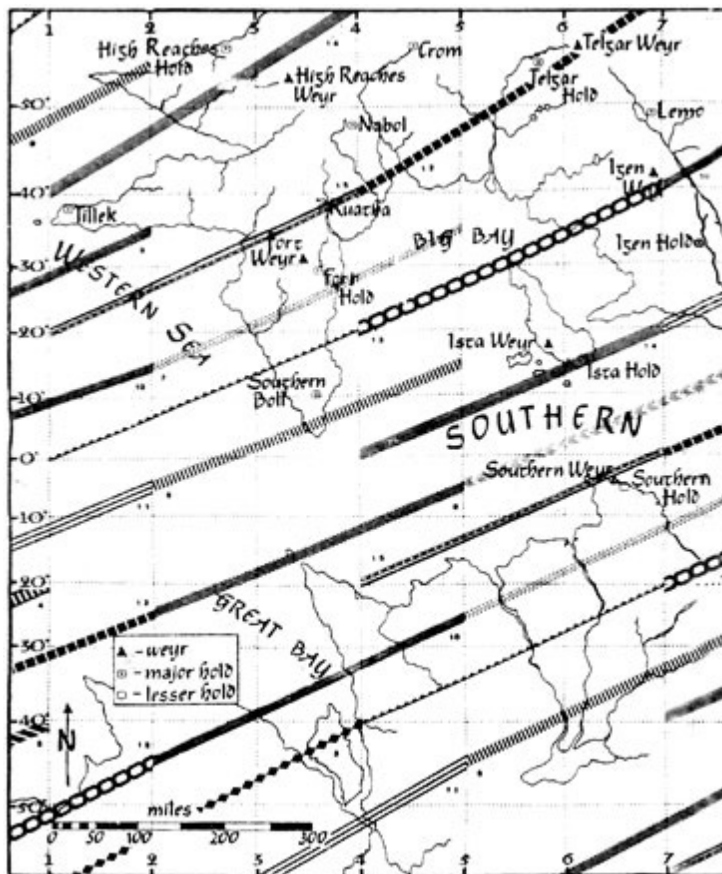 1 2 3 4 5 6 7
High Reaches
Hold
Crom
Telgar Weyr
High Reaches
Weyr
Telgar
Hold
50°
Nabol
Lemo
40°
Tillek
Ruatha
Igen
Weyr
WESTERN
SEA
Fort
Weyr
BIG BAY
Igen Hold
30°
Fort
Hold
20°
Ista Weyr
Ista Hold
10°
Southern
Boll
SOUTHERN
0°
Southern Weyr
Southern
Hold
10°
20°
GREAT BAY
30°
- weyr
- major hold
- lesser hold
40°
N
50°
miles
0 50 100 200 300
1 2 3 4 5 6 7